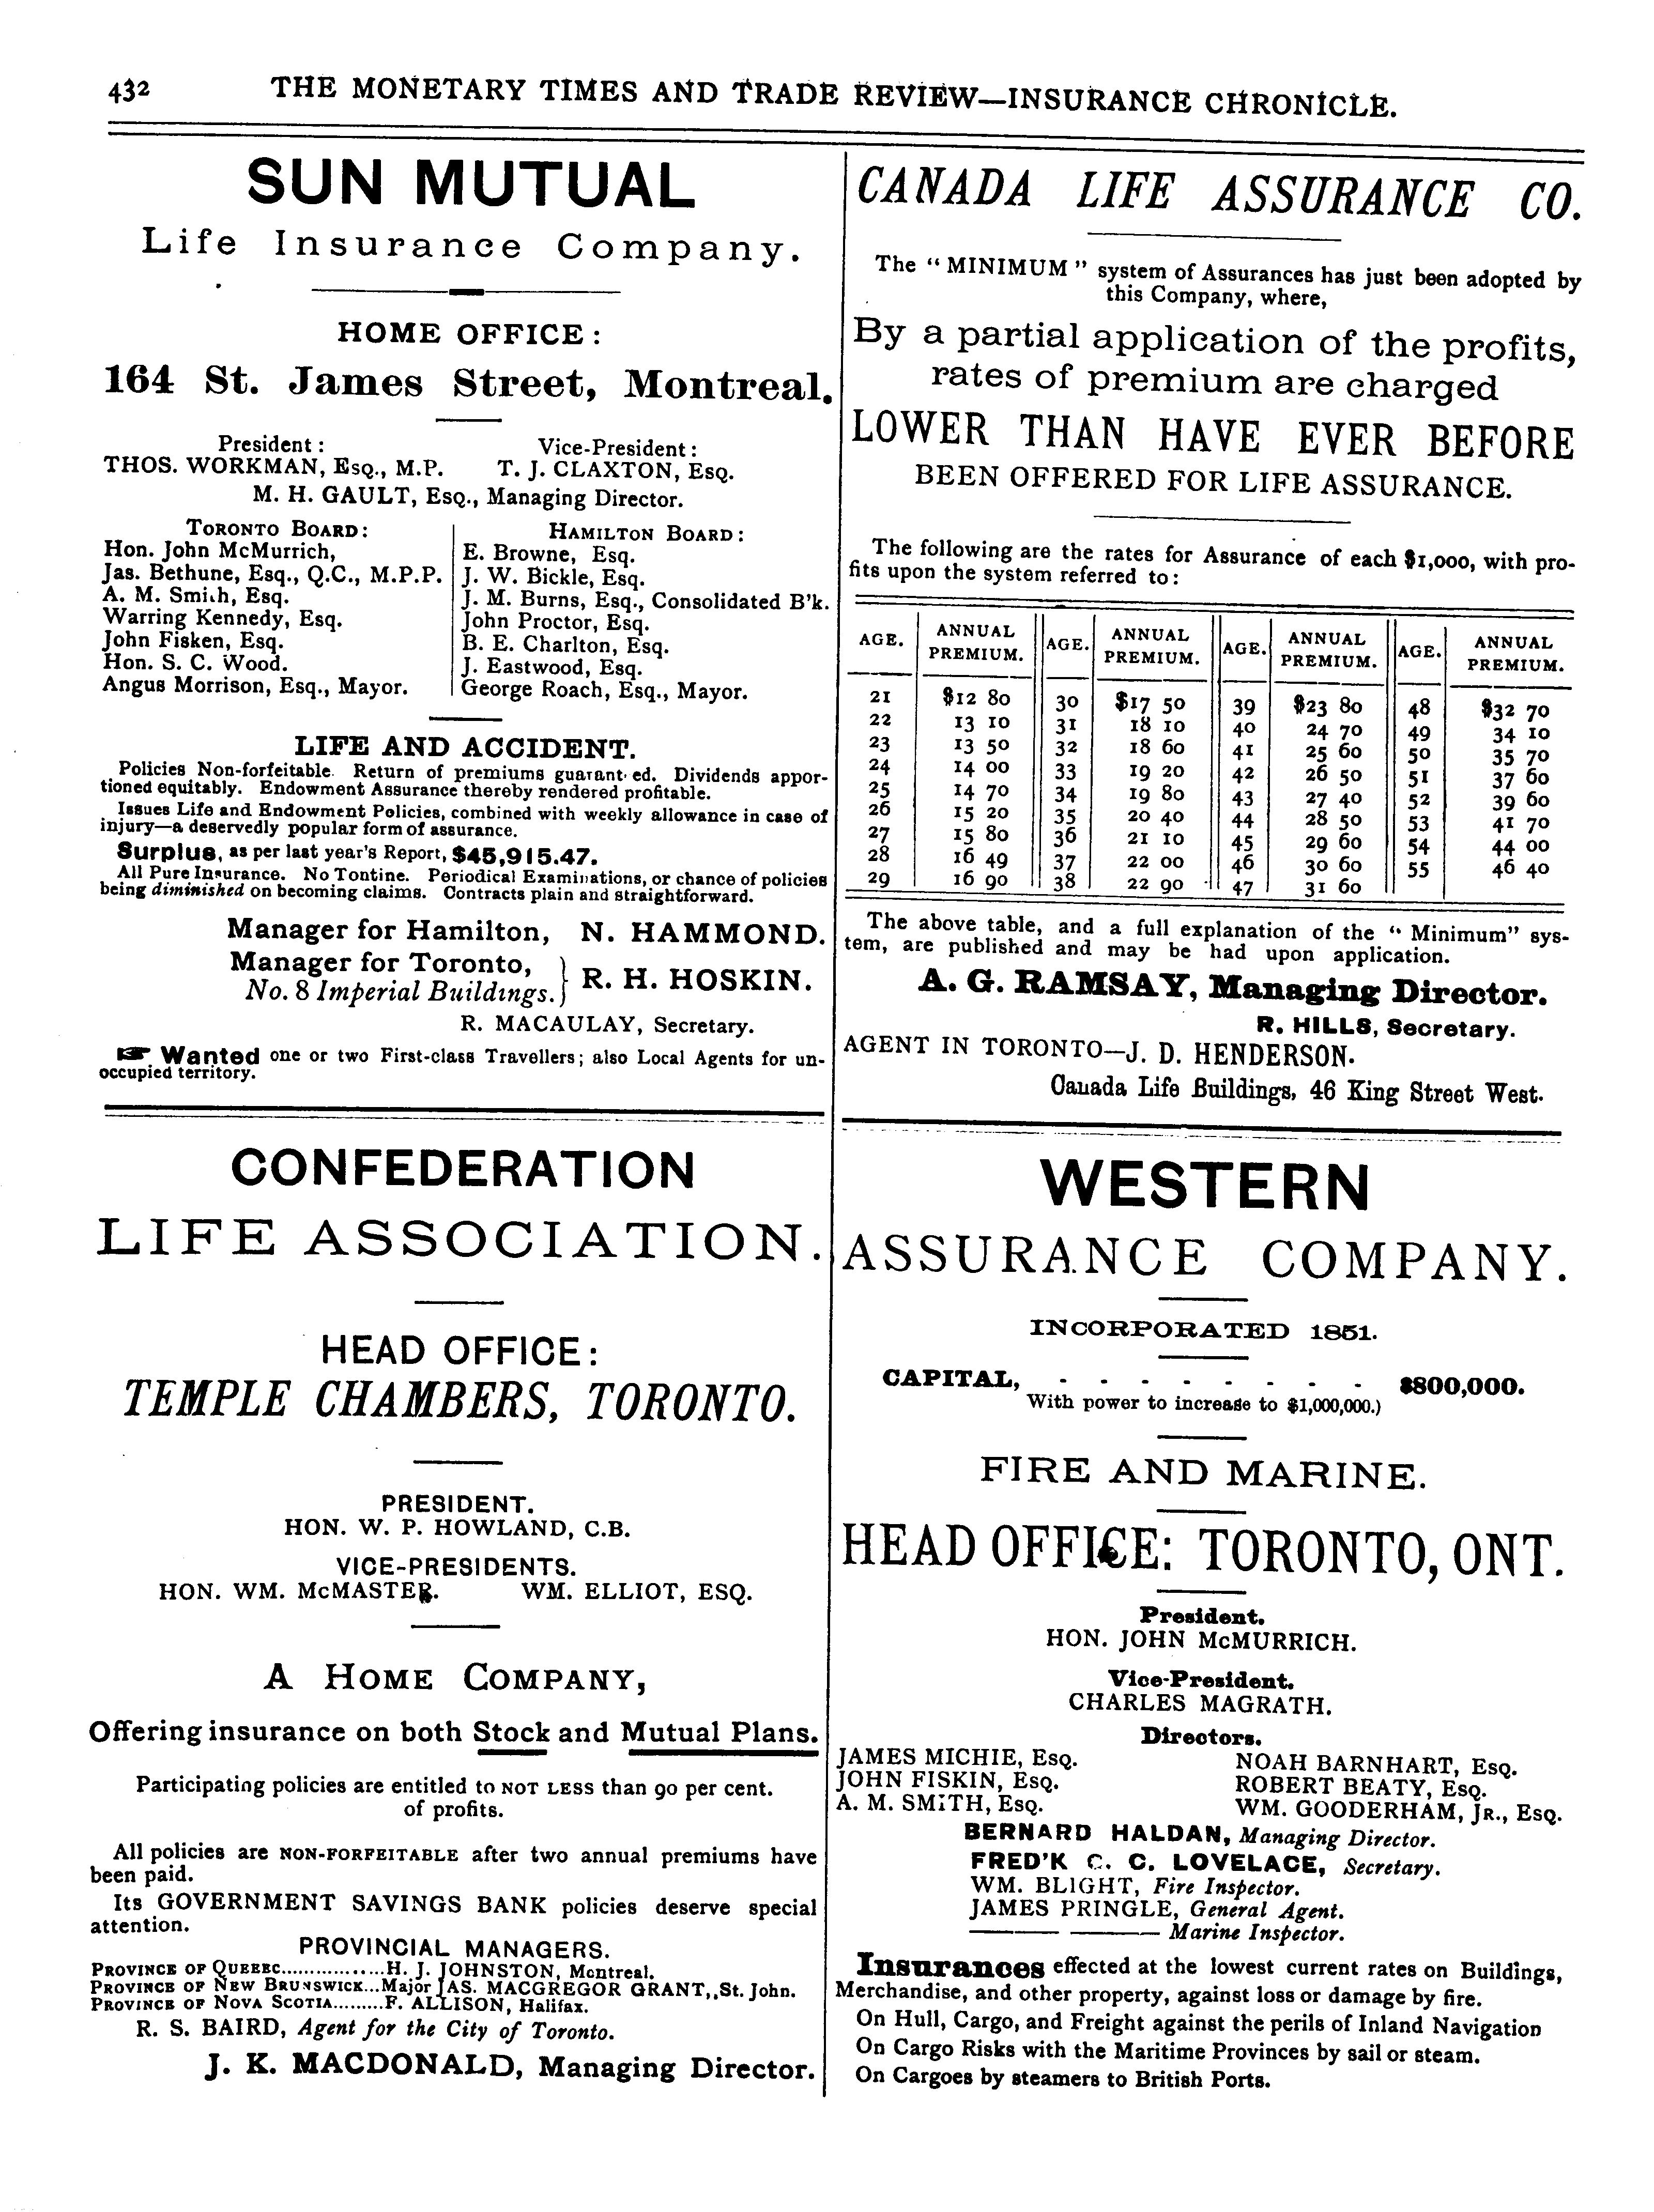 432 THE MONETARY TIMES AND TRADE REVIEW—INSURANCE CHRONICLE.
SUN MUTUAL
Life Insurance Company.
HOME OFFICE:
164 St. James Street, Montreal.
President: Vice-President:
THOS. WORKMAN, ESQ., M.P. T. J. CLAXTON, ESQ.
M. H. GAULT, ESQ., Managing Director.
TORONTO BOARD:
Hon. John McMurrich,
Jas. Bethune, Esq., Q.C., M.P.P.
A. M. Smith, Esq.
Warring Kennedy, Esq.
John Fisken, Esq.
Hon. S. C. Wood.
Angus Morrison, Esq., Mayor.
HAMILTON BOARD:
E. Browne, Esq.
J. W. Bickle, Esq.
J. M. Burns, Esq., Consolidated B'k.
John Proctor, Esq.
B. E. Charlton, Esq.
J. Eastwood, Esq.
George Roach, Esq., Mayor.
LIFE AND ACCIDENT.
Policies Non-forfeitable. Return of premiums guaranteed. Dividends appor-
tioned equitably. Endowment Assurance thereby rendered profitable.
Issues Life and Endowment Policies, combined with weekly allowance in case of
injury—a deservedly popular form of assurance.
Surplus, as per last year's Report, $45,915.47.
All Pure Insurance. No Tontine. Periodical Examinations, or chance of policies
being diminished on becoming claims. Contracts plain and straightforward.
Manager for Hamilton, N. HAMMOND.
Manager for Toronto,
No. 8 Imperial Buildings. } R. H. HOSKIN.
R. MACAULAY, Secretary.
☞ Wanted one or two First-class Travellers; also Local Agents for un-
occupied territory.
CONFEDERATION
LIFE ASSOCIATION.
HEAD OFFICE:
TEMPLE CHAMBERS, TORONTO.
PRESIDENT.
HON. W. P. HOWLAND, C.B.
VICE-PRESIDENTS.
HON. WM. McMASTER. WM. ELLIOT, ESQ.
A HOME COMPANY,
Offering insurance on both Stock and Mutual Plans.
Participating policies are entitled to NOT LESS than 90 per cent.
of profits.
All policies are NON-FORFEITABLE after two annual premiums have
been paid.
Its GOVERNMENT SAVINGS BANK policies deserve special
attention.
PROVINCIAL MANAGERS.
PROVINCE OF QUEBEC..................H. J. JOHNSTON, Montreal.
PROVINCE OF NEW BRUNSWICK...Major JAS. MACGREGOR GRANT,.St. John.
PROVINCE OF NOVA SCOTIA.........F. ALLISON, Halifax.
R. S. BAIRD, Agent for the City of Toronto.
J. K. MACDONALD, Managing Director.
CANADA LIFE ASSURANCE CO.
The "MINIMUM" system of Assurances has just been adopted by
this Company, where,
By a partial application of the profits,
rates of premium are charged
LOWER THAN HAVE EVER BEFORE
BEEN OFFERED FOR LIFE ASSURANCE.
The following are the rates for Assurance of each $1,000, with pro-
fits upon the system referred to:
AGE. ANNUAL PREMIUM. AGE. ANNUAL PREMIUM. AGE. ANNUAL PREMIUM. AGE. ANNUAL PREMIUM.
21 $12 80 30 $17 50 39 $23 80 48 $32 70
22 13 10 31 18 10 40 24 70 49 34 10
23 13 50 32 18 60 41 25 60 50 35 70
24 14 00 33 19 20 42 26 50 51 37 60
25 14 70 34 19 80 43 27 40 52 39 60
26 15 20 35 20 40 44 28 50 53 41 70
27 15 80 36 21 10 45 29 60 54 44 00
28 16 49 37 22 00 46 30 60 55 46 40
29 16 90 38 22 90 47 31 60
The above table, and a full explanation of the "Minimum" sys-
tem, are published and may be had upon application.
A. G. RAMSAY, Managing Director.
R. HILLS, Secretary.
AGENT IN TORONTO—J. D. HENDERSON.
Canada Life Buildings, 46 King Street West.
WESTERN
ASSURANCE COMPANY.
INCORPORATED 1851.
CAPITAL, - - - - - - - - $800,000.
With power to increase to $1,000,000.)
FIRE AND MARINE.
HEAD OFFICE: TORONTO, ONT.
President.
HON. JOHN McMURRICH.
Vice-President.
CHARLES MAGRATH.
Directors.
JAMES MICHIE, ESQ. NOAH BARNHART, ESQ.
JOHN FISKIN, ESQ. ROBERT BEATY, ESQ.
A. M. SMITH, ESQ. WM. GOODERHAM, JR., ESQ.
BERNARD HALDAN, Managing Director.
FRED'K C. C. LOVELACE, Secretary.
WM. BLIGHT, Fire Inspector.
JAMES PRINGLE, General Agent.
——— ——— Marine Inspector.
Insurances effected at the lowest current rates on Buildings,
Merchandise, and other property, against loss or damage by fire.
On Hull, Cargo, and Freight against the perils of Inland Navigation
On Cargo Risks with the Maritime Provinces by sail or steam.
On Cargoes by steamers to British Ports.